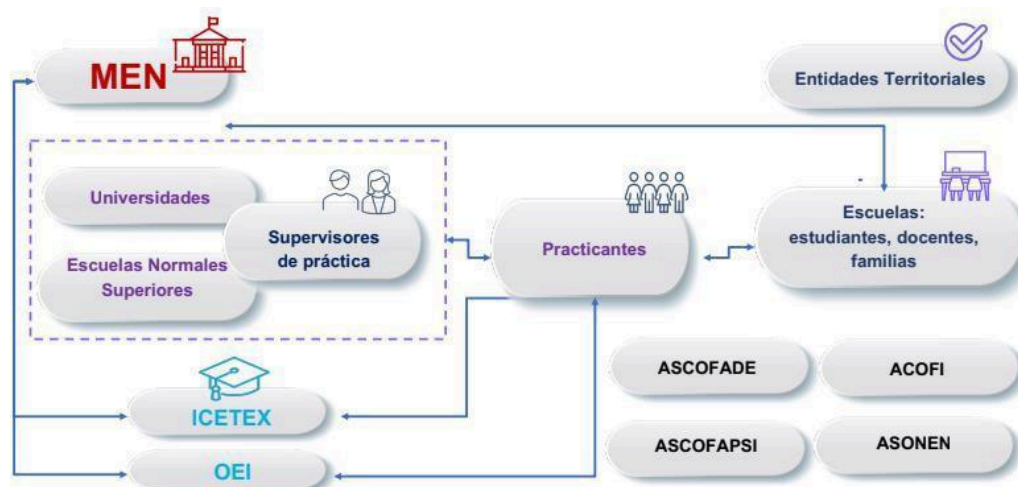 MEN
Entidades Territoriales
Universidades
Supervisores
de práctica
Escuelas Normales
Superiores
Practicantes
Escuelas:
estudiantes, docentes,
familias
ICETEX
OEI
ASCOFADE
ACOFI
ASCOFAPSI
ASONEN